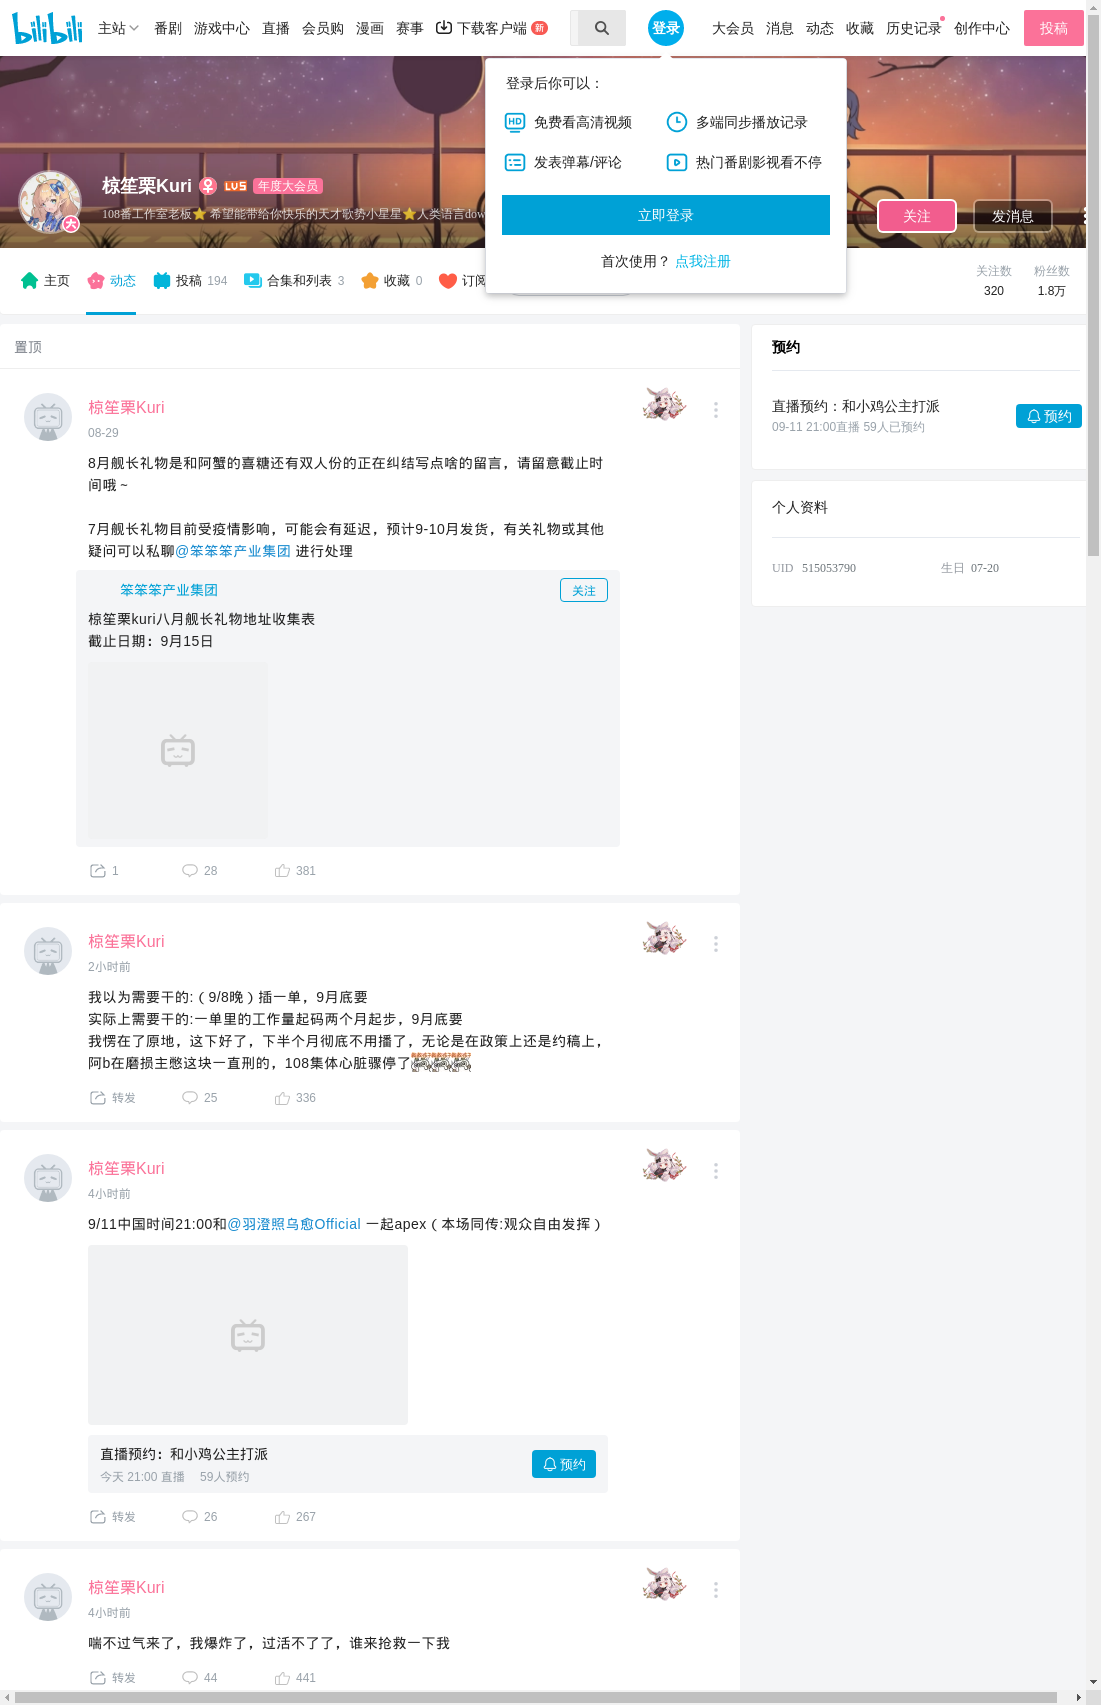 bilibili 主站 番剧 游戏中心 直播 会员购 漫画 赛事 下载客户端 新 登录 大会员 消息 动态 收藏 历史记录 创作中心 投稿
登录后你可以：
HD 免费看高清视频 多端同步播放记录
发表弹幕/评论 热门番剧影视看不停
立即登录
首次使用？ 点我注册
椋笙栗Kuri LV5 年度大会员
108番工作室老板⭐ 希望能带给你快乐的天才歌势小星星⭐人类语言dow
关注 发消息
主页 动态 投稿 194 合集和列表 3 收藏 0 订阅
关注数 粉丝数
320 1.8万
置顶
椋笙栗Kuri
08-29
8月舰长礼物是和阿蟹的喜糖还有双人份的正在纠结写点啥的留言，请留意截止时
间哦～
7月舰长礼物目前受疫情影响，可能会有延迟，预计9-10月发货，有关礼物或其他
疑问可以私聊@笨笨笨产业集团 进行处理
笨笨笨产业集团 关注
椋笙栗kuri八月舰长礼物地址收集表
截止日期：9月15日
1 28 381
椋笙栗Kuri
2小时前
我以为需要干的:（9/8晚）插一单，9月底要
实际上需要干的:一单里的工作量起码两个月起步，9月底要
我愣在了原地，这下好了，下半个月彻底不用播了，无论是在政策上还是约稿上，
阿b在磨损主憋这块一直刑的，108集体心脏骤停了
转发 25 336
椋笙栗Kuri
4小时前
9/11中国时间21:00和@羽澄照乌愈Official 一起apex（本场同传:观众自由发挥）
直播预约：和小鸡公主打派
今天 21:00 直播 59人预约
预约
转发 26 267
椋笙栗Kuri
4小时前
喘不过气来了，我爆炸了，过活不了了，谁来抢救一下我
转发 44 441
预约
直播预约：和小鸡公主打派
09-11 21:00直播 59人已预约
预约
个人资料
UID 515053790 生日 07-20